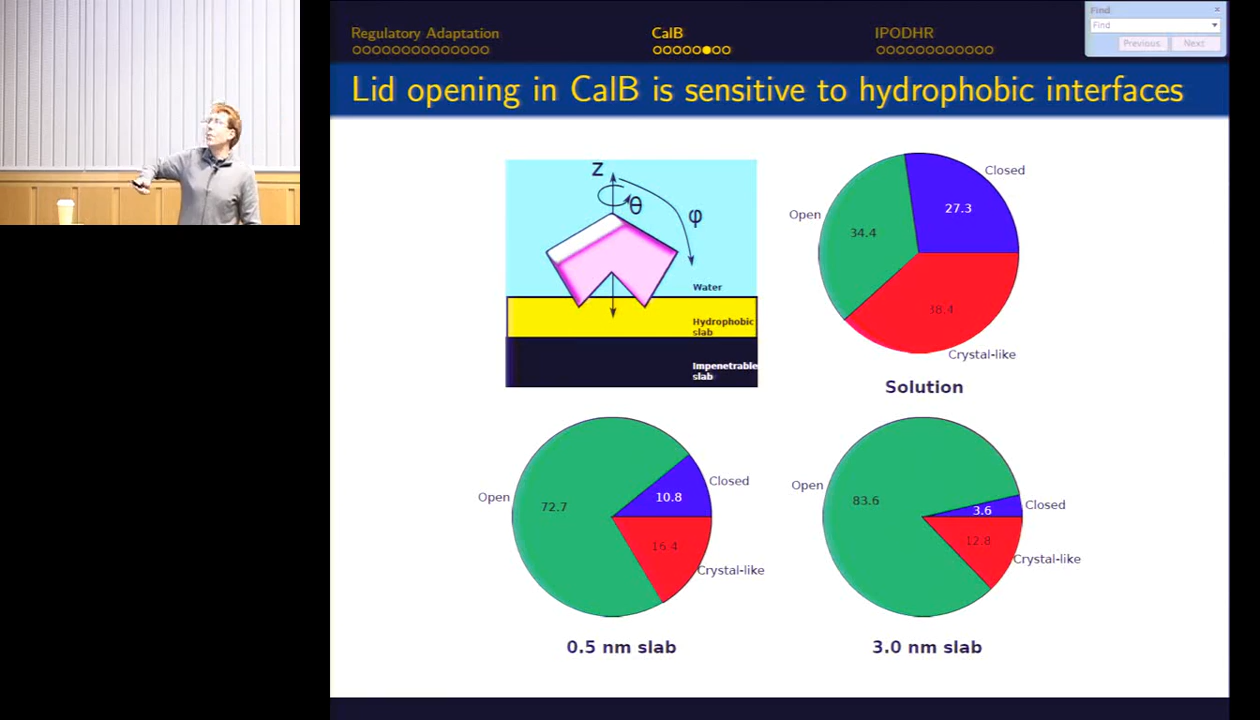 Regulatory Adaptation
CalB
IPODHR
Find
Find
Previous
Next
Lid opening in CalB is sensitive to hydrophobic interfaces
z
θ
φ
Water
Hydrophobic
slab
Impenetrable
slab
Closed
27.3
Open
34.4
38.4
Crystal-like
Solution
Open
72.7
Closed
10.8
16.4
Crystal-like
0.5 nm slab
Open
83.6
Closed
3.6
12.8
Crystal-like
3.0 nm slab